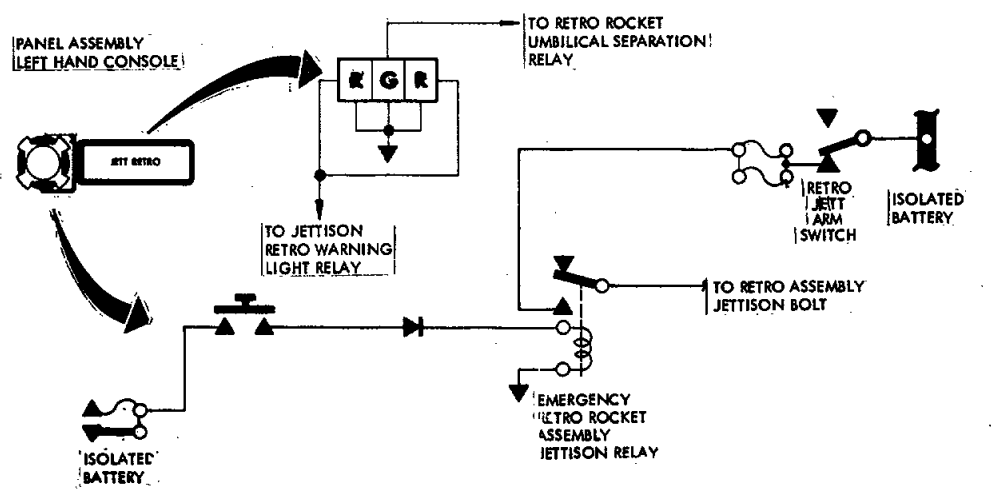 PANEL ASSEMBLY
LEFT HAND CONSOLE
TO RETRO ROCKET
UMBILICAL SEPARATION
RELAY
R G R
JETT RETRO
TO JETTISON
RETRO WARNING
LIGHT RELAY
RETRO
JETT
ARM
SWITCH
ISOLATED
BATTERY
TO RETRO ASSEMBLY
JETTISON BOLT
EMERGENCY
RETRO ROCKET
ASSEMBLY
JETTISON RELAY
ISOLATED
BATTERY